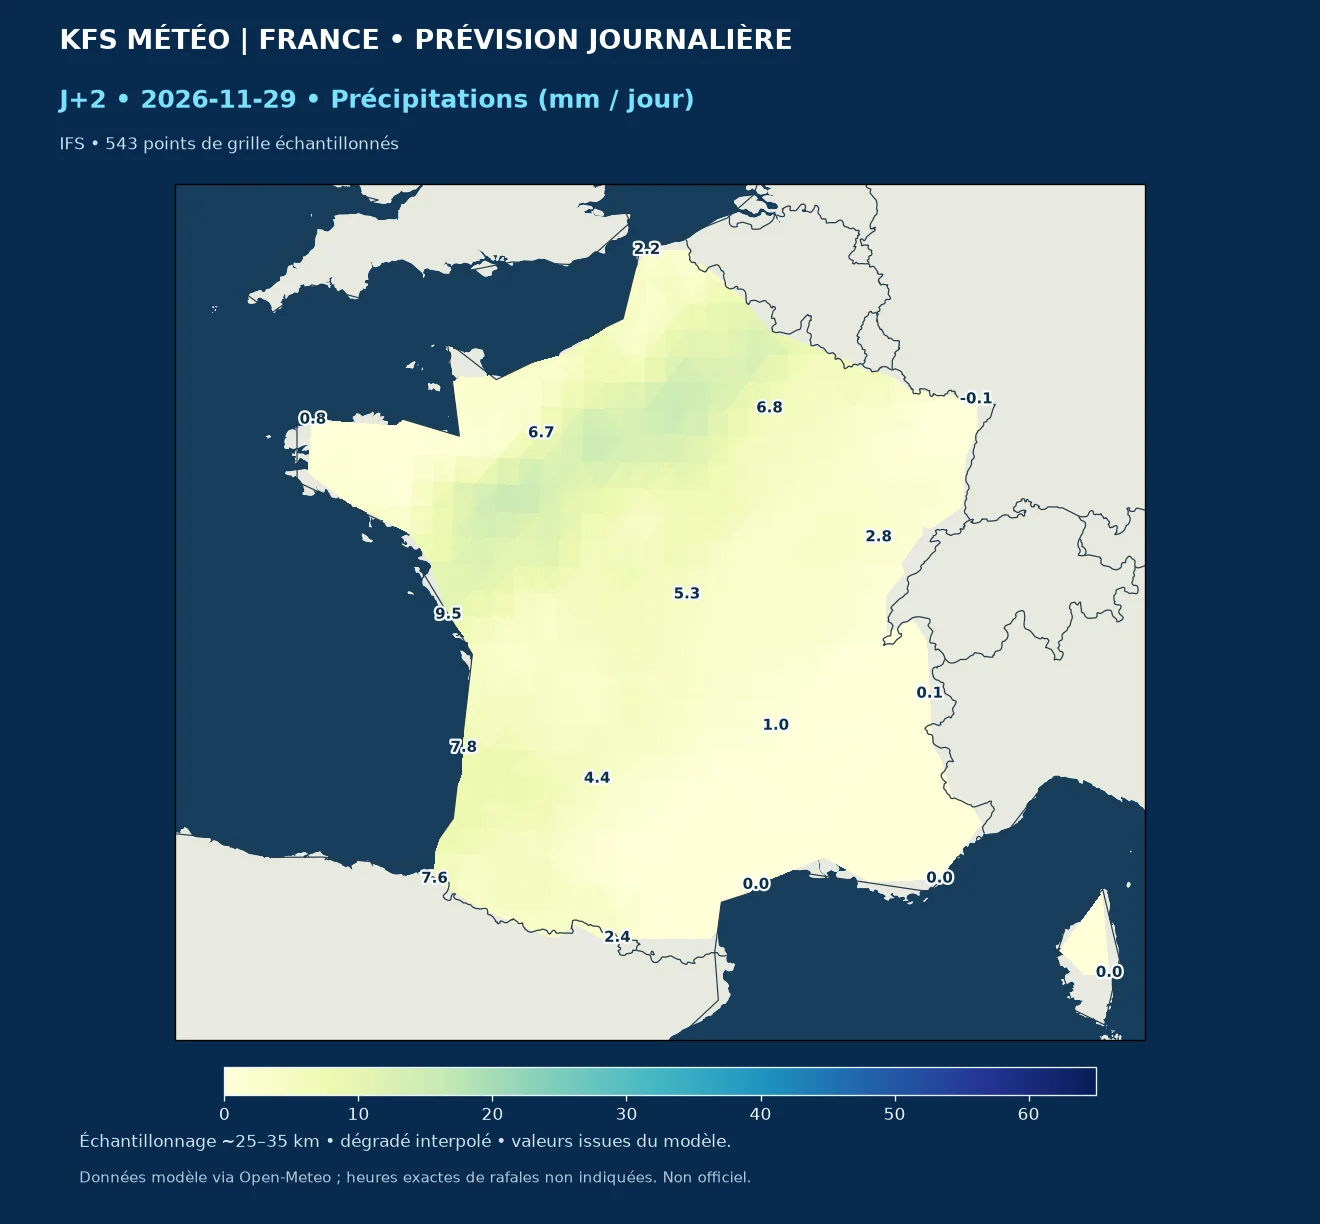 KFS MÉTÉO | FRANCE • PRÉVISION JOURNALIÈRE
J+2 • 2026-11-29 • Précipitations (mm / jour)
IFS • 543 points de grille échantillonnés
2.2
-0.1
6.8
0.8
6.7
2.8
5.3
9.5
0.1
1.0
7.8
4.4
7.6
0.0
0.0
2.4
0.0
0 10 20 30 40 50 60
Échantillonnage ~25–35 km • dégradé interpolé • valeurs issues du modèle.
Données modèle via Open-Meteo ; heures exactes de rafales non indiquées. Non officiel.